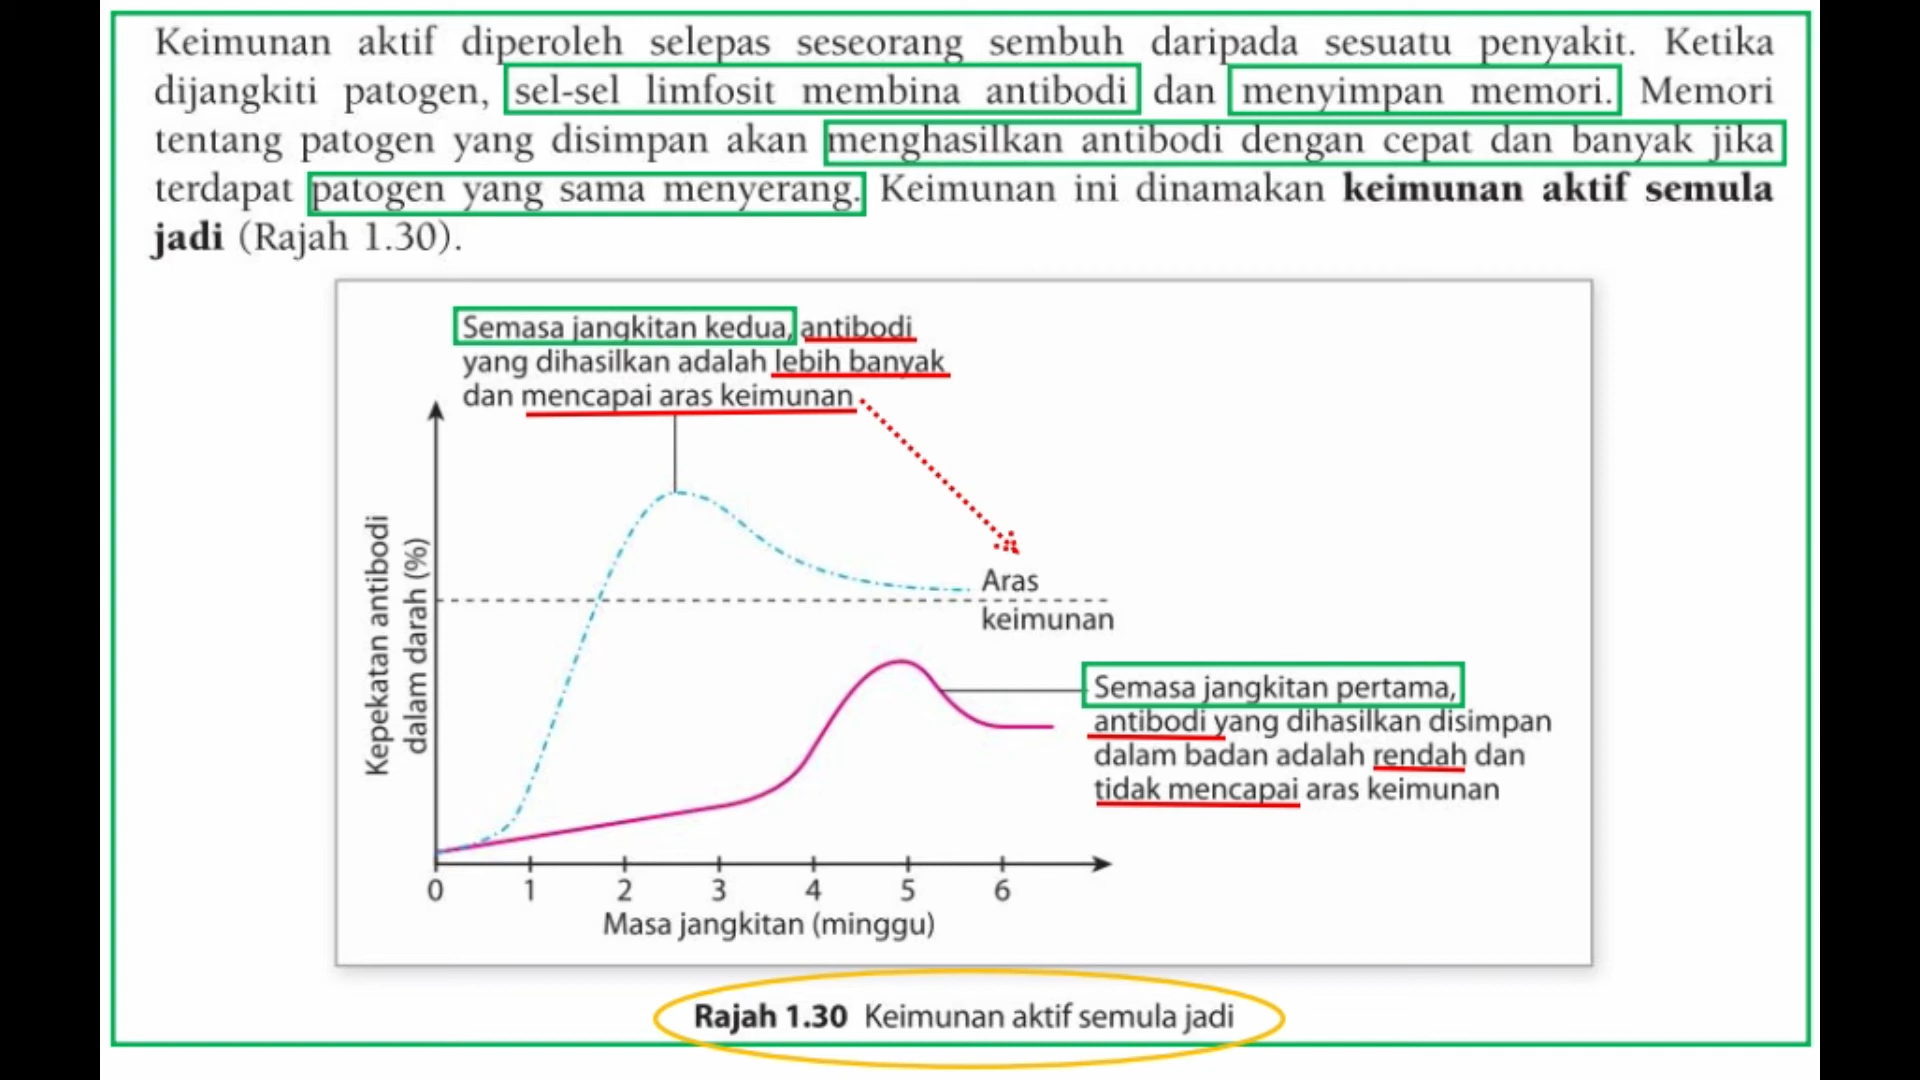 Keimunan aktif diperoleh selepas seseorang sembuh daripada sesuatu penyakit. Ketika
dijangkiti patogen, sel-sel limfosit membina antibodi dan menyimpan memori. Memori
tentang patogen yang disimpan akan menghasilkan antibodi dengan cepat dan banyak jika
terdapat patogen yang sama menyerang. Keimunan ini dinamakan keimunan aktif semula
jadi (Rajah 1.30).
Semasa jangkitan kedua, antibodi
yang dihasilkan adalah lebih banyak
dan mencapai aras keimunan
Kepekatan antibodi
dalam darah (%)
Aras
keimunan
Semasa jangkitan pertama,
antibodi yang dihasilkan disimpan
dalam badan adalah rendah dan
tidak mencapai aras keimunan
0 1 2 3 4 5 6
Masa jangkitan (minggu)
Rajah 1.30 Keimunan aktif semula jadi